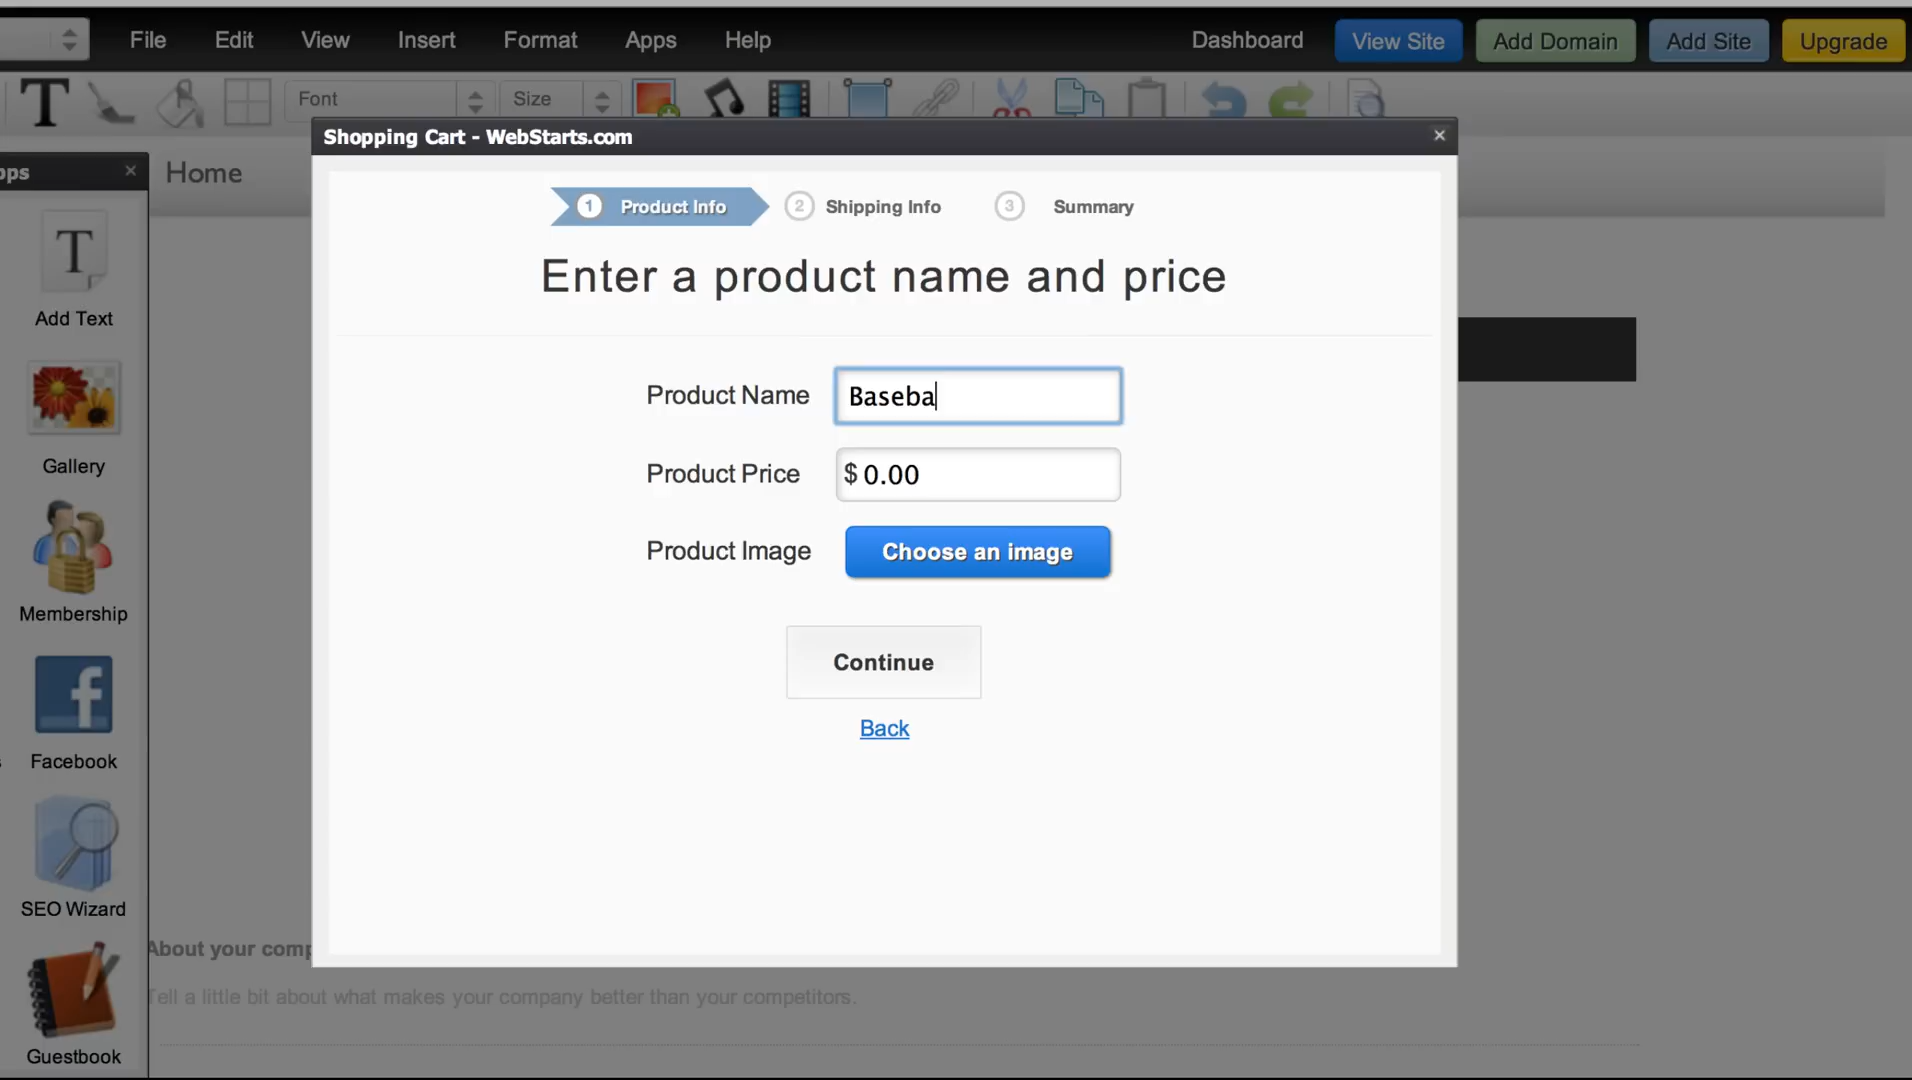 File Edit View Insert Format Apps Help Dashboard View Site Add Domain Add Site Upgrade
T Font Size
Shopping Cart - WebStarts.com
Home
1 Product Info 2 Shipping Info 3 Summary
Enter a product name and price
T
Add Text
Product Name Baseba
Gallery
Product Price $ 0.00
Product Image Choose an image
Membership
Continue
Back
f
Facebook
SEO Wizard
About your comp
Tell a little bit about what makes your company better than your competitors.
Guestbook